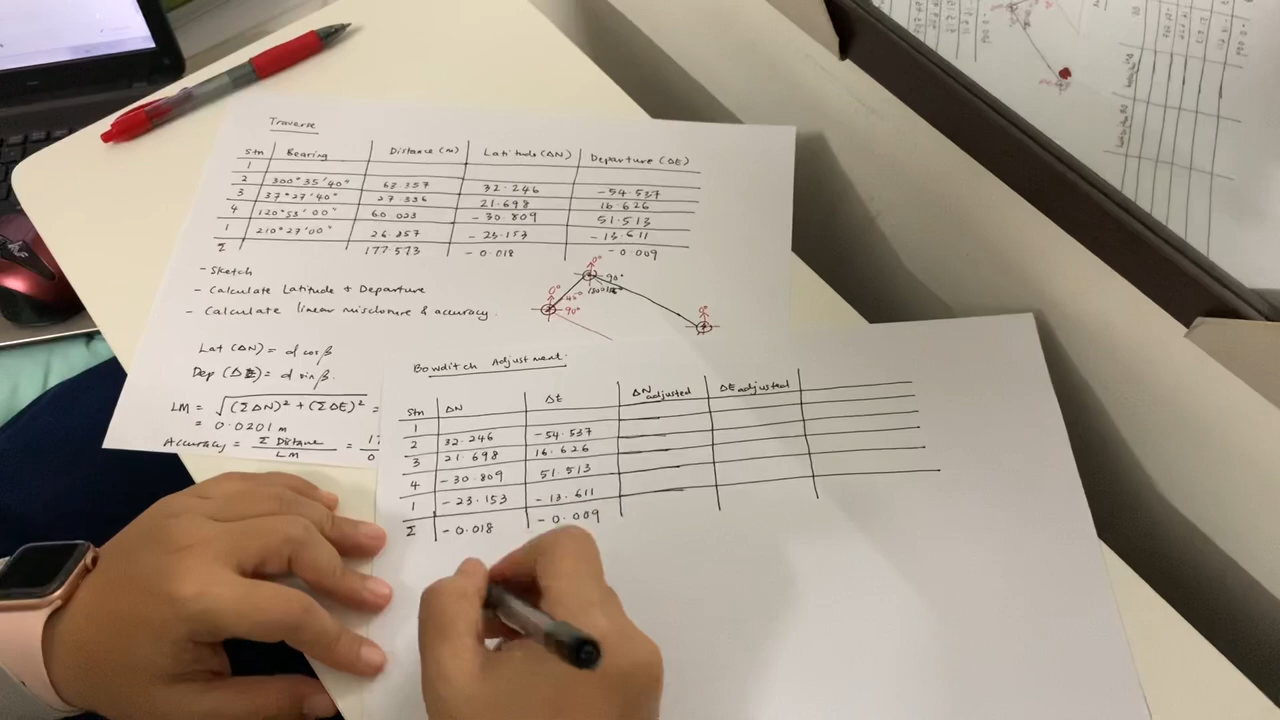 Traverse
Stn Bearing Distance (m) Latitude (ΔN) Departure (ΔE)
1
2 300° 35' 40" 63.357 32.246 -54.537
3 37° 27' 40" 27.336 21.698 16.626
4 120° 53' 00" 60.023 -30.809 51.513
1 210° 27' 00" 26.857 -23.153 -13.611
Σ 177.573 -0.018 -0.009
- Sketch
- Calculate Latitude + Departure
- Calculate linear misclosure & accuracy.
0°
90°
0°
45°
90°
0°
Lat (ΔN) = d cos β
Dep (ΔE) = d sin β.
LM = √(ΣΔN)² + (ΣΔE)² =
= 0.0201 m
Accuracy = Σ Distance / LM =
Bowditch Adjustment.
Stn ΔN ΔE ΔN adjusted ΔE adjusted
1
2 32.246 -54.537
3 21.698 16.626
4 -30.809 51.513
1 -23.153 -13.611
Σ -0.018 -0.009